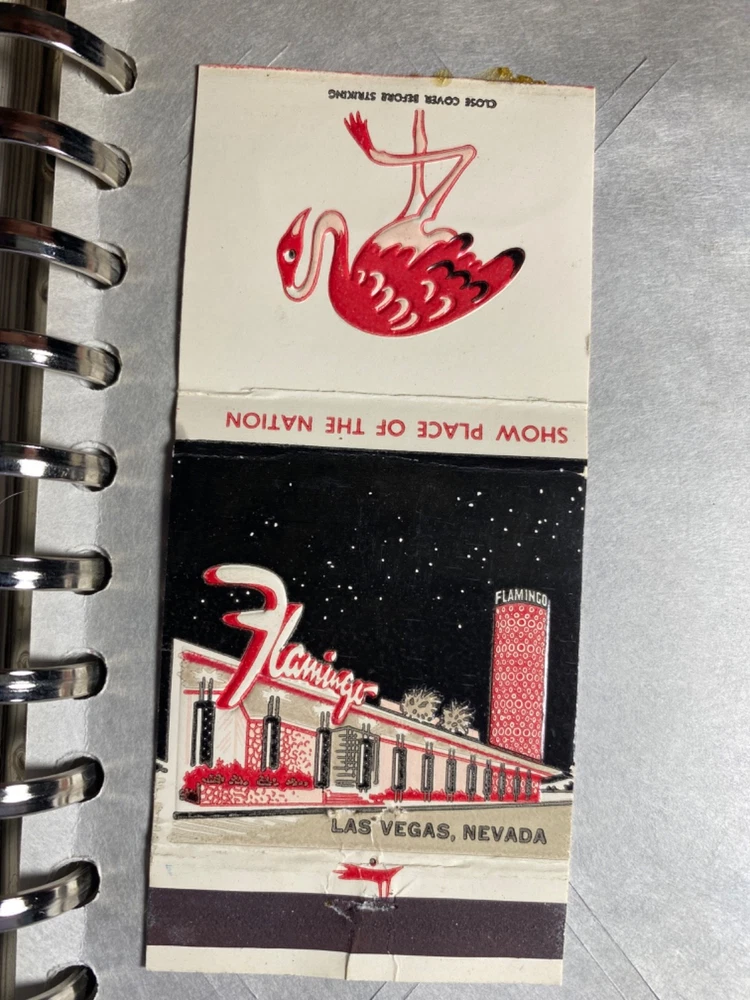 CLOSE COVER BEFORE STRIKING
SHOW PLACE OF THE NATION
Flamingo
FLAMINGO
LAS VEGAS, NEVADA